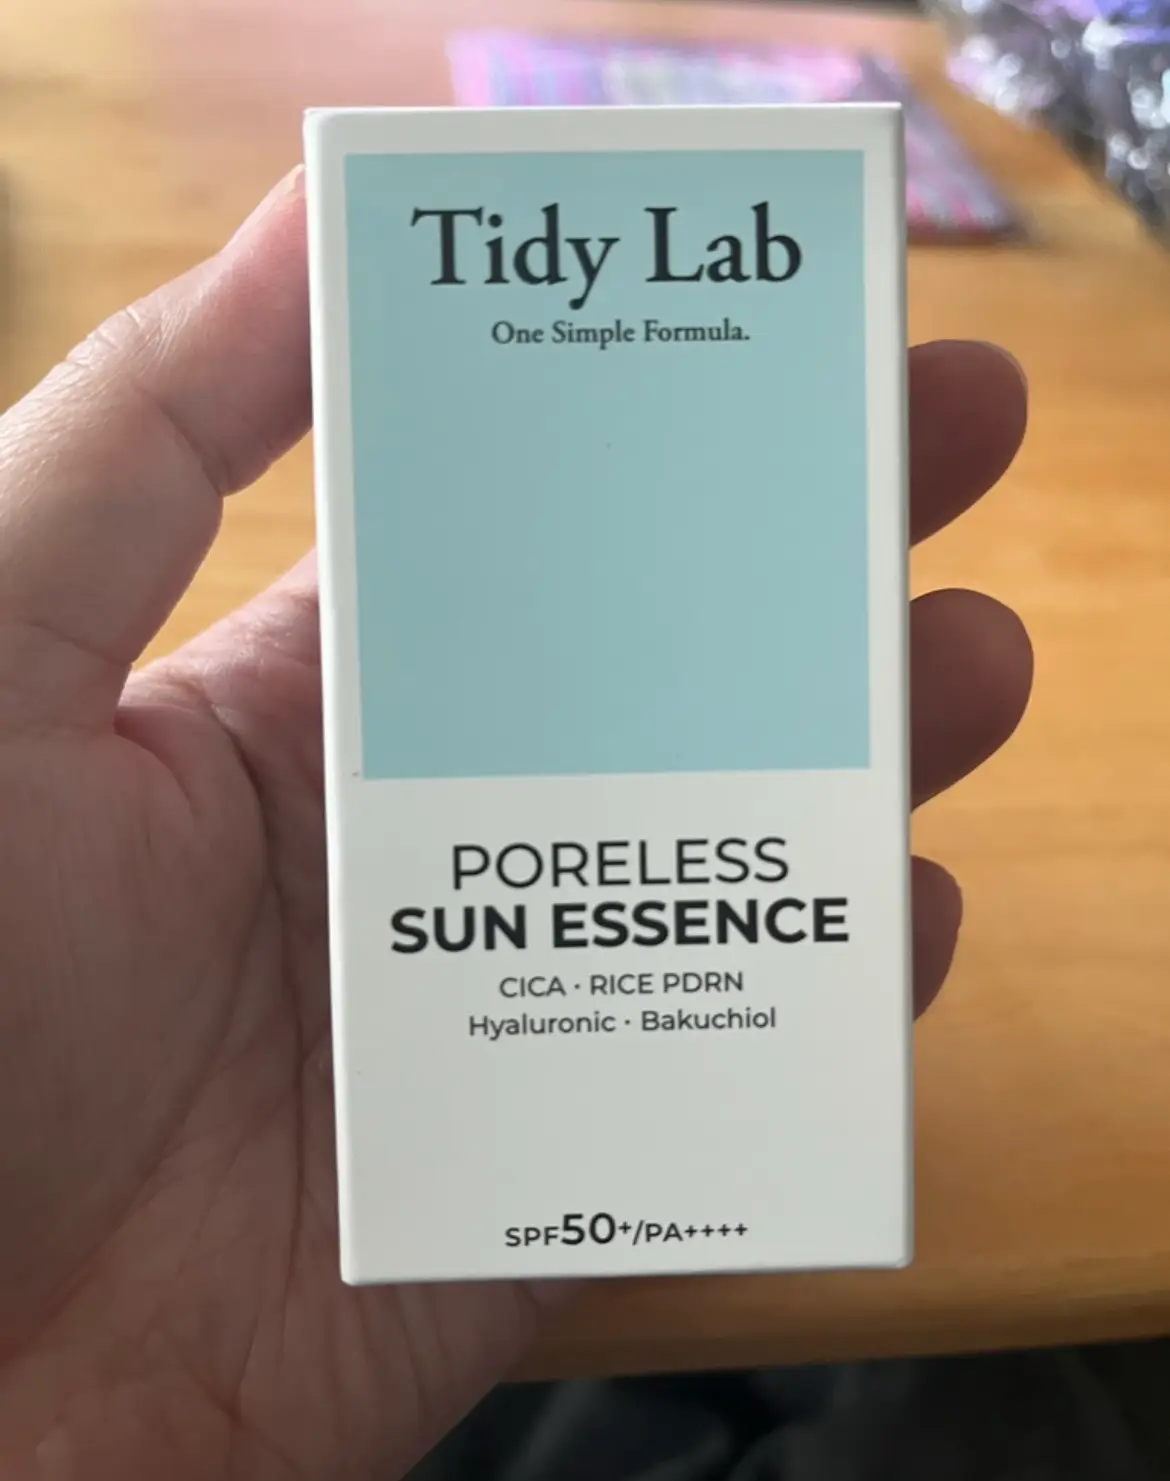 Tidy Lab
One Simple Formula.
PORELESS
SUN ESSENCE
CICA · RICE PDRN
Hyaluronic · Bakuchiol
SPF50+/PA++++